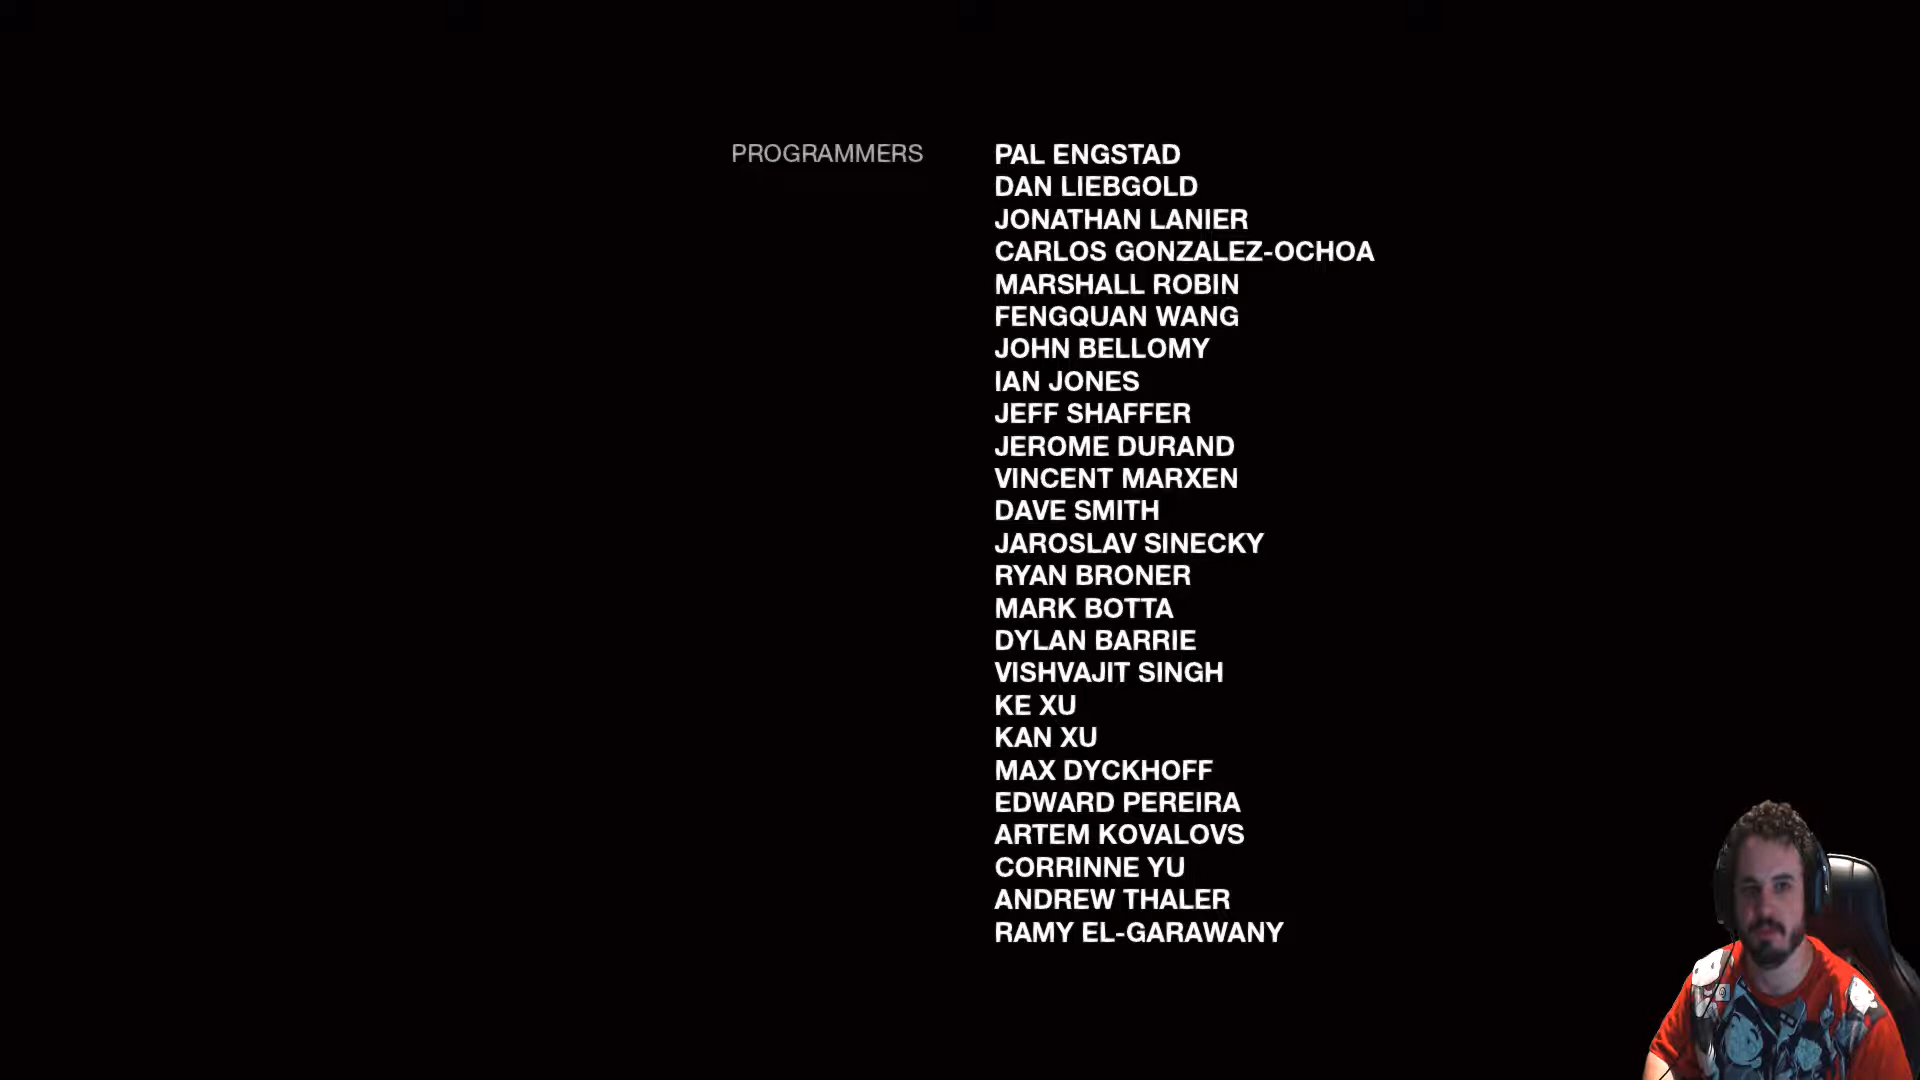 PROGRAMMERS
PAL ENGSTAD
DAN LIEBGOLD
JONATHAN LANIER
CARLOS GONZALEZ-OCHOA
MARSHALL ROBIN
FENGQUAN WANG
JOHN BELLOMY
IAN JONES
JEFF SHAFFER
JEROME DURAND
VINCENT MARXEN
DAVE SMITH
JAROSLAV SINECKY
RYAN BRONER
MARK BOTTA
DYLAN BARRIE
VISHVAJIT SINGH
KE XU
KAN XU
MAX DYCKHOFF
EDWARD PEREIRA
ARTEM KOVALOVS
CORRINNE YU
ANDREW THALER
RAMY EL-GARAWANY